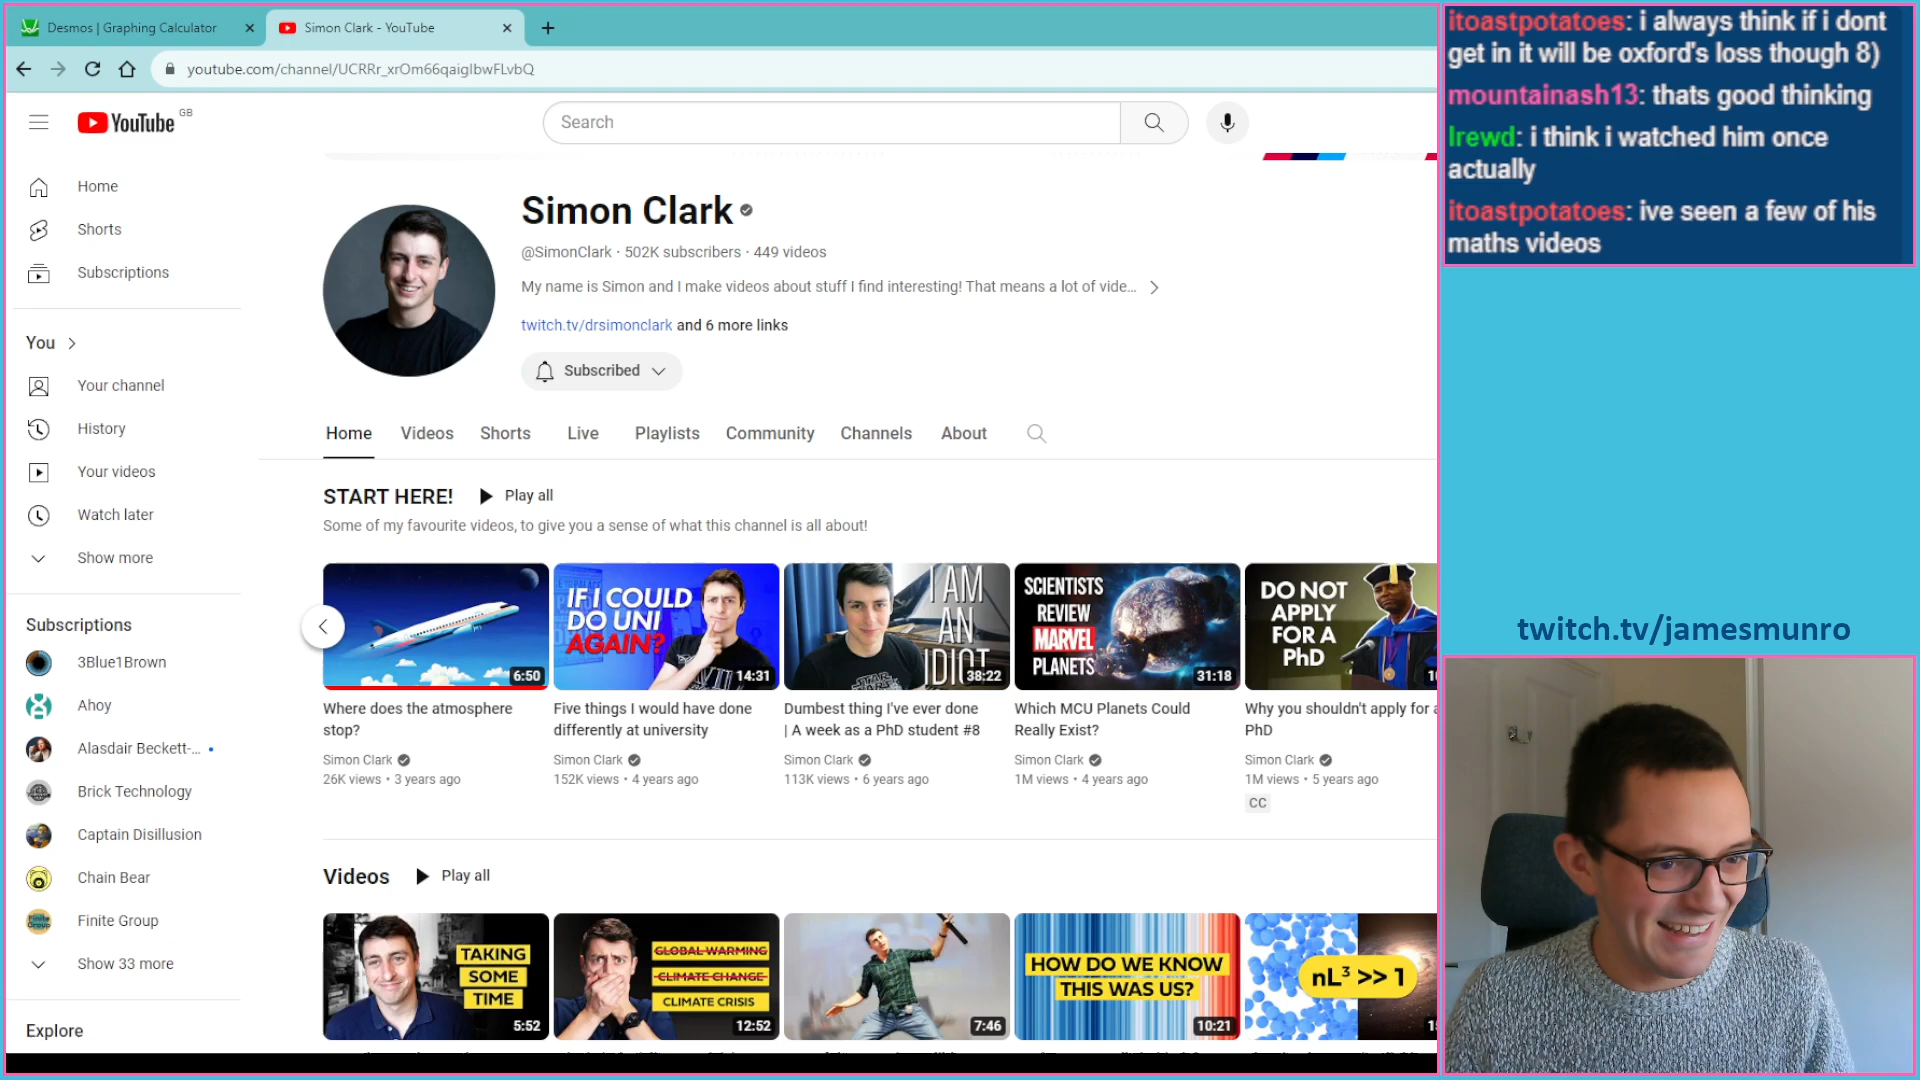 Desmos | Graphing Calculator
Simon Clark - YouTube
youtube.com/channel/UCRRr_xrOm66qaigIbwFLvbQ
YouTube GB
Search
Home
Shorts
Subscriptions
You
Your channel
History
Your videos
Watch later
Show more
Subscriptions
3Blue1Brown
Ahoy
Alasdair Beckett-...
Brick Technology
Captain Disillusion
Chain Bear
Finite Group
Show 33 more
Explore
Simon Clark
@SimonClark · 502K subscribers · 449 videos
My name is Simon and I make videos about stuff I find interesting! That means a lot of vide...
twitch.tv/drsimonclark and 6 more links
Subscribed
Home Videos Shorts Live Playlists Community Channels About
START HERE! Play all
Some of my favourite videos, to give you a sense of what this channel is all about!
6:50
Where does the atmosphere
stop?
Simon Clark
26K views • 3 years ago
IF I COULD
DO UNI
AGAIN?
14:31
Five things I would have done
differently at university
Simon Clark
152K views • 4 years ago
I AM
AN
IDIOT
38:22
Dumbest thing I've ever done
| A week as a PhD student #8
Simon Clark
113K views • 6 years ago
SCIENTISTS
REVIEW
MARVEL
PLANETS
31:18
Which MCU Planets Could
Really Exist?
Simon Clark
1M views • 4 years ago
DO NOT
APPLY
FOR A
PhD
Why you shouldn't apply for a
PhD
Simon Clark
1M views • 5 years ago
CC
Videos Play all
TAKING
SOME
TIME
5:52
GLOBAL WARMING
CLIMATE CHANGE
CLIMATE CRISIS
12:52
7:46
HOW DO WE KNOW
THIS WAS US?
10:21
nL³ >> 1
itoastpotatoes: i always think if i dont
get in it will be oxford's loss though 8)
mountainash13: thats good thinking
lrewd: i think i watched him once
actually
itoastpotatoes: ive seen a few of his
maths videos
twitch.tv/jamesmunro